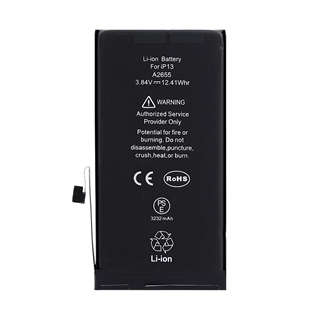 Li-ion Battery
For iP13
A2655
3.84V⎓12.41Whr
WARNING
Authorized Service
Provider Only
Potential for fire or
burning. Do not
disassemble,puncture,
crush,heat,or burn.
RoHS
PS
E
3232mAh
Li-ion